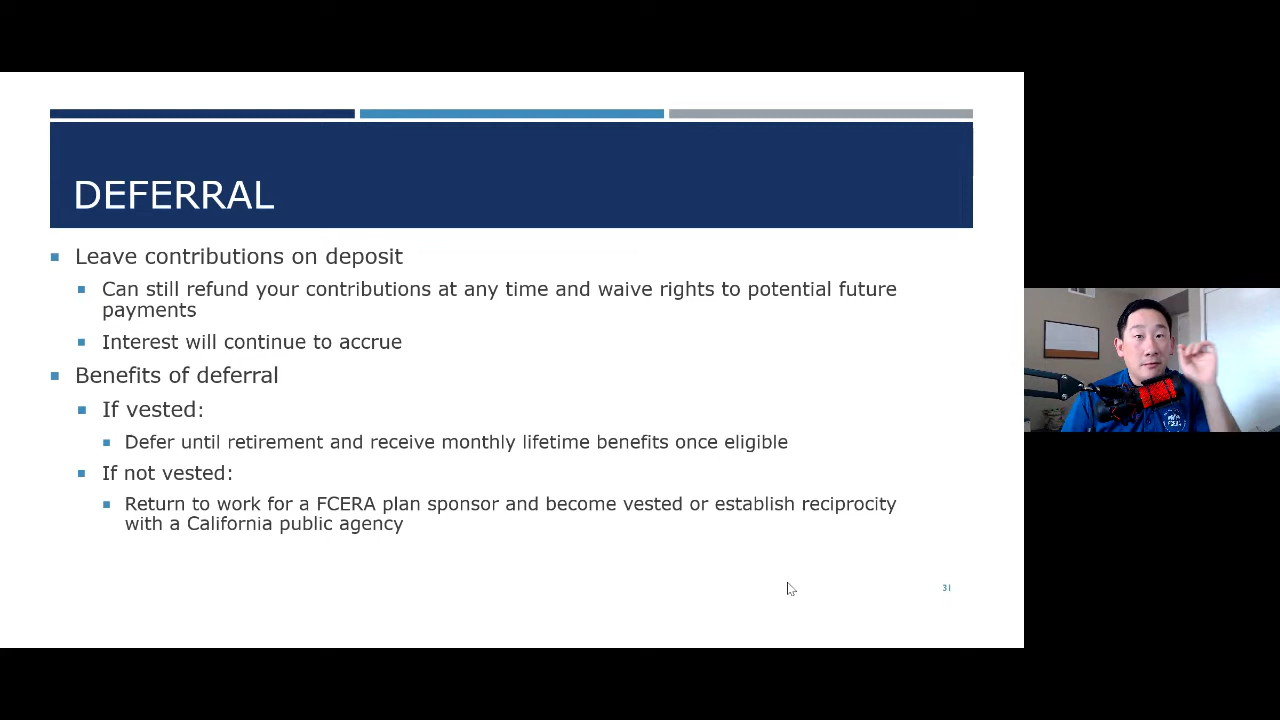 DEFERRAL
Leave contributions on deposit
Can still refund your contributions at any time and waive rights to potential future
payments
Interest will continue to accrue
Benefits of deferral
If vested:
Defer until retirement and receive monthly lifetime benefits once eligible
If not vested:
Return to work for a FCERA plan sponsor and become vested or establish reciprocity
with a California public agency
31